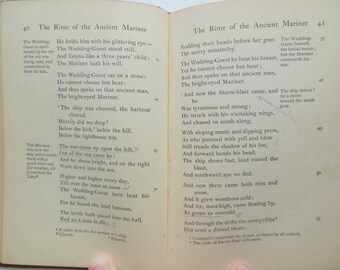 40 The Rime of the Ancient Mariner
The Wedding-
Guest is spell-
bound by the
eye of the old
sea-faring man,
and constrained
to hear his tale.
He holds him with his glittering eye—
The Wedding-Guest stood still,
And listens like a three years' child:
The Mariner hath his will.
The Wedding-Guest sat on a stone:
He cannot choose but hear;
And thus spake on that ancient man,
The bright-eyed Mariner.
'The ship was cheered, the harbour
cleared,
Merrily did we drop
Below the kirk, below the hill,
Below the lighthouse top.
The Mariner
tells how the
ship sailed
southward
with a good
wind and fair
weather, till
it reached the
The sun came up upon the left,
Out of the sea came he!
And he shone bright, and on the right
Went down into the sea.
Higher and higher every day,
Till over the mast at noon—'
The Wedding-Guest here beat his
breast,
For he heard the loud bassoon.
The bride hath paced into the hall,
Red as a rose is she;
The Rime of the Ancient Mariner 41
Nodding their heads before her goes
The merry minstrelsy.
The Wedding-Guest he beat his breast,
Yet he cannot choose but hear;
And thus spake on that ancient man,
The bright-eyed Mariner.
The Wedding-
Guest heareth
the bridal music;
but the Mariner
continueth
his tale.
And now the Storm-blast came, and he
Was tyrannous and strong:
He struck with his o'ertaking wings,
And chased us south along.
The ship driven
by a storm
toward the
south pole.
With sloping masts and dipping prow,
As who pursued with yell and blow
Still treads the shadow of his foe,
And forward bends his head,
The ship drove fast, loud roared the
blast,
And southward aye we fled.
And now there came both mist and
snow,
And it grew wondrous cold:
And ice, mast-high, came floating by,
As green as emerald.
And through the drifts the snowy clifts
Did send a dismal sheen: